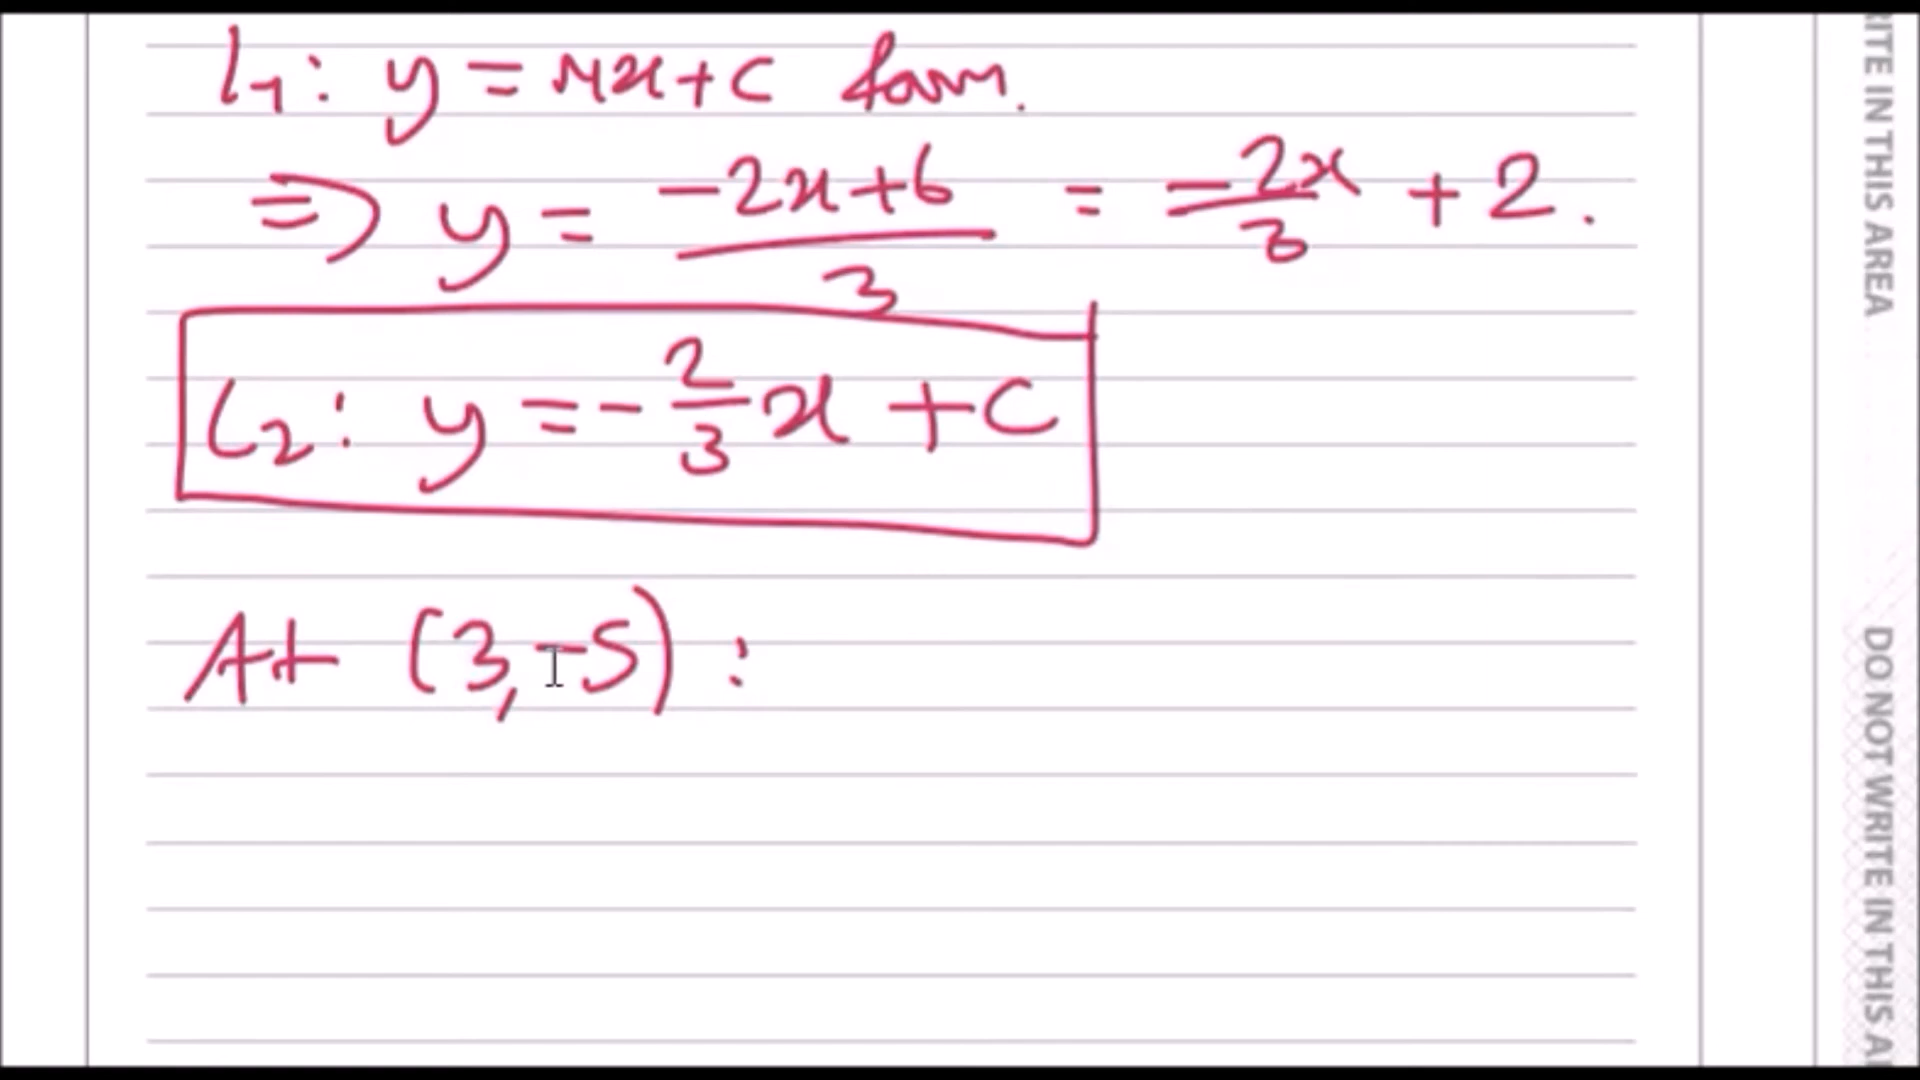 l₁: y = mx + c form.
⇒ y = (-2x+6)/3 = -2x/3 + 2.
L₂: y = -2/3 x + C
At (3, -5) :
RITE IN THIS AREA
DO NOT WRITE IN THIS A